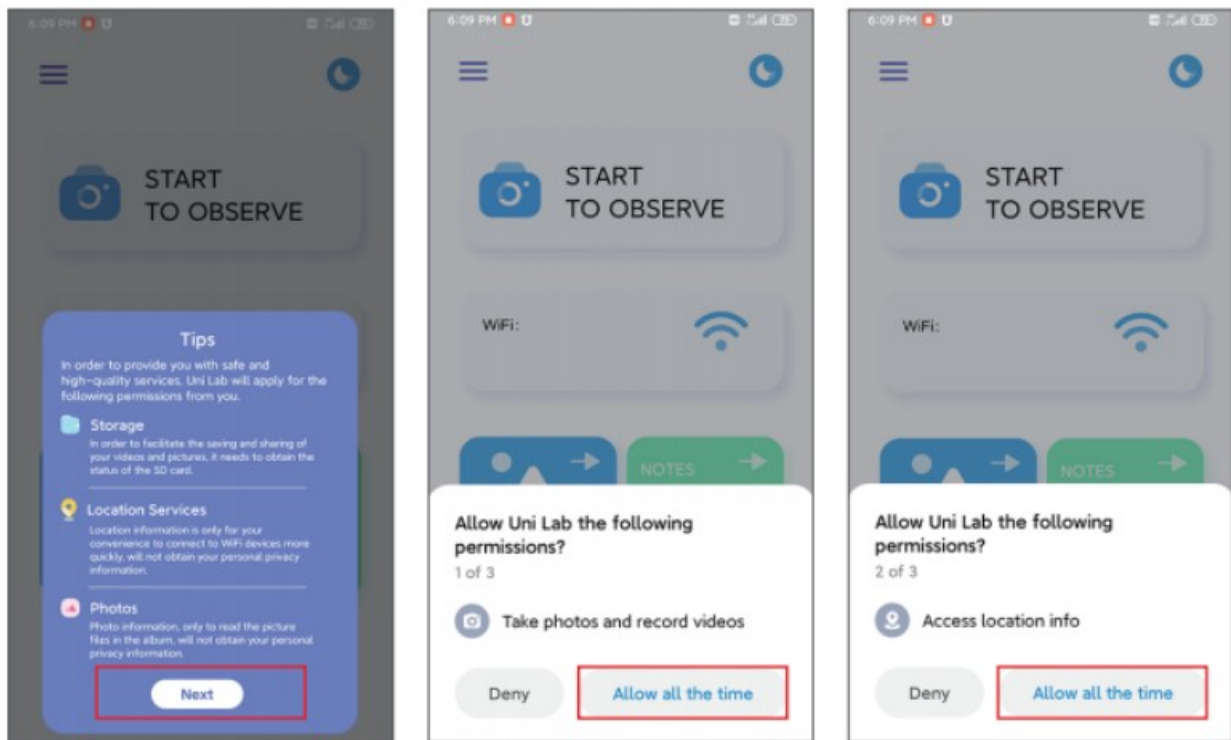 6:09 PM
START
TO OBSERVE
Tips
In order to provide you with safe and
high-quality services, Uni Lab will apply for the
following permissions from you.
Storage
In order to facilitate the saving and sharing of
your videos and pictures, it needs to obtain the
status of the SD card.
Location Services
Location information is only for your
convenience to connect to WiFi devices more
quickly, will not obtain your personal privacy
information.
Photos
Photo information, only to read the picture
files in the album, will not obtain your personal
privacy information.
Next
6:09 PM
START
TO OBSERVE
WiFi:
NOTES
Allow Uni Lab the following
permissions?
1 of 3
Take photos and record videos
Deny
Allow all the time
6:09 PM
START
TO OBSERVE
WiFi:
NOTES
Allow Uni Lab the following
permissions?
2 of 3
Access location info
Deny
Allow all the time